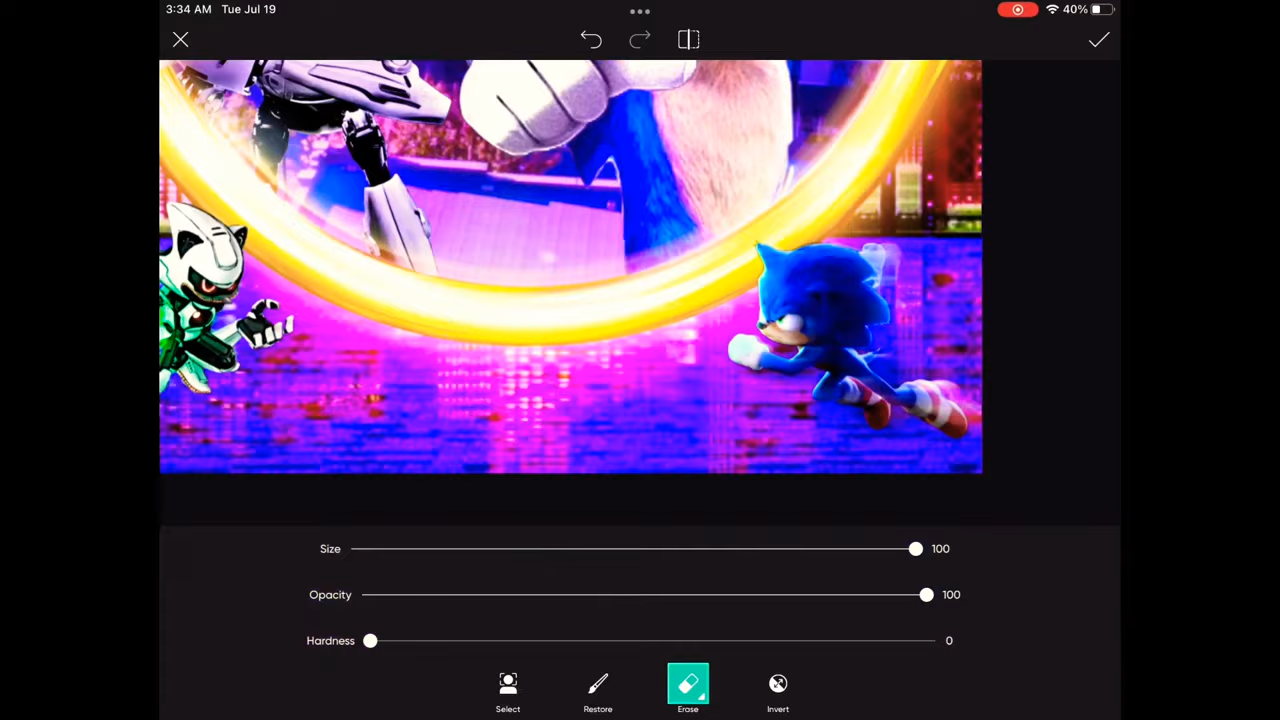 3:34 AM Tue Jul 19
40%
Size 100
Opacity 100
Hardness 0
Select Restore Erase Invert